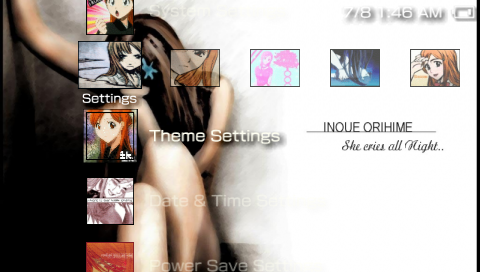 System Settings
7/8 1:46 AM
Settings
Theme Settings
INOUE ORIHIME
She cries all Night..
Date & Time Settings
Power Save Settings